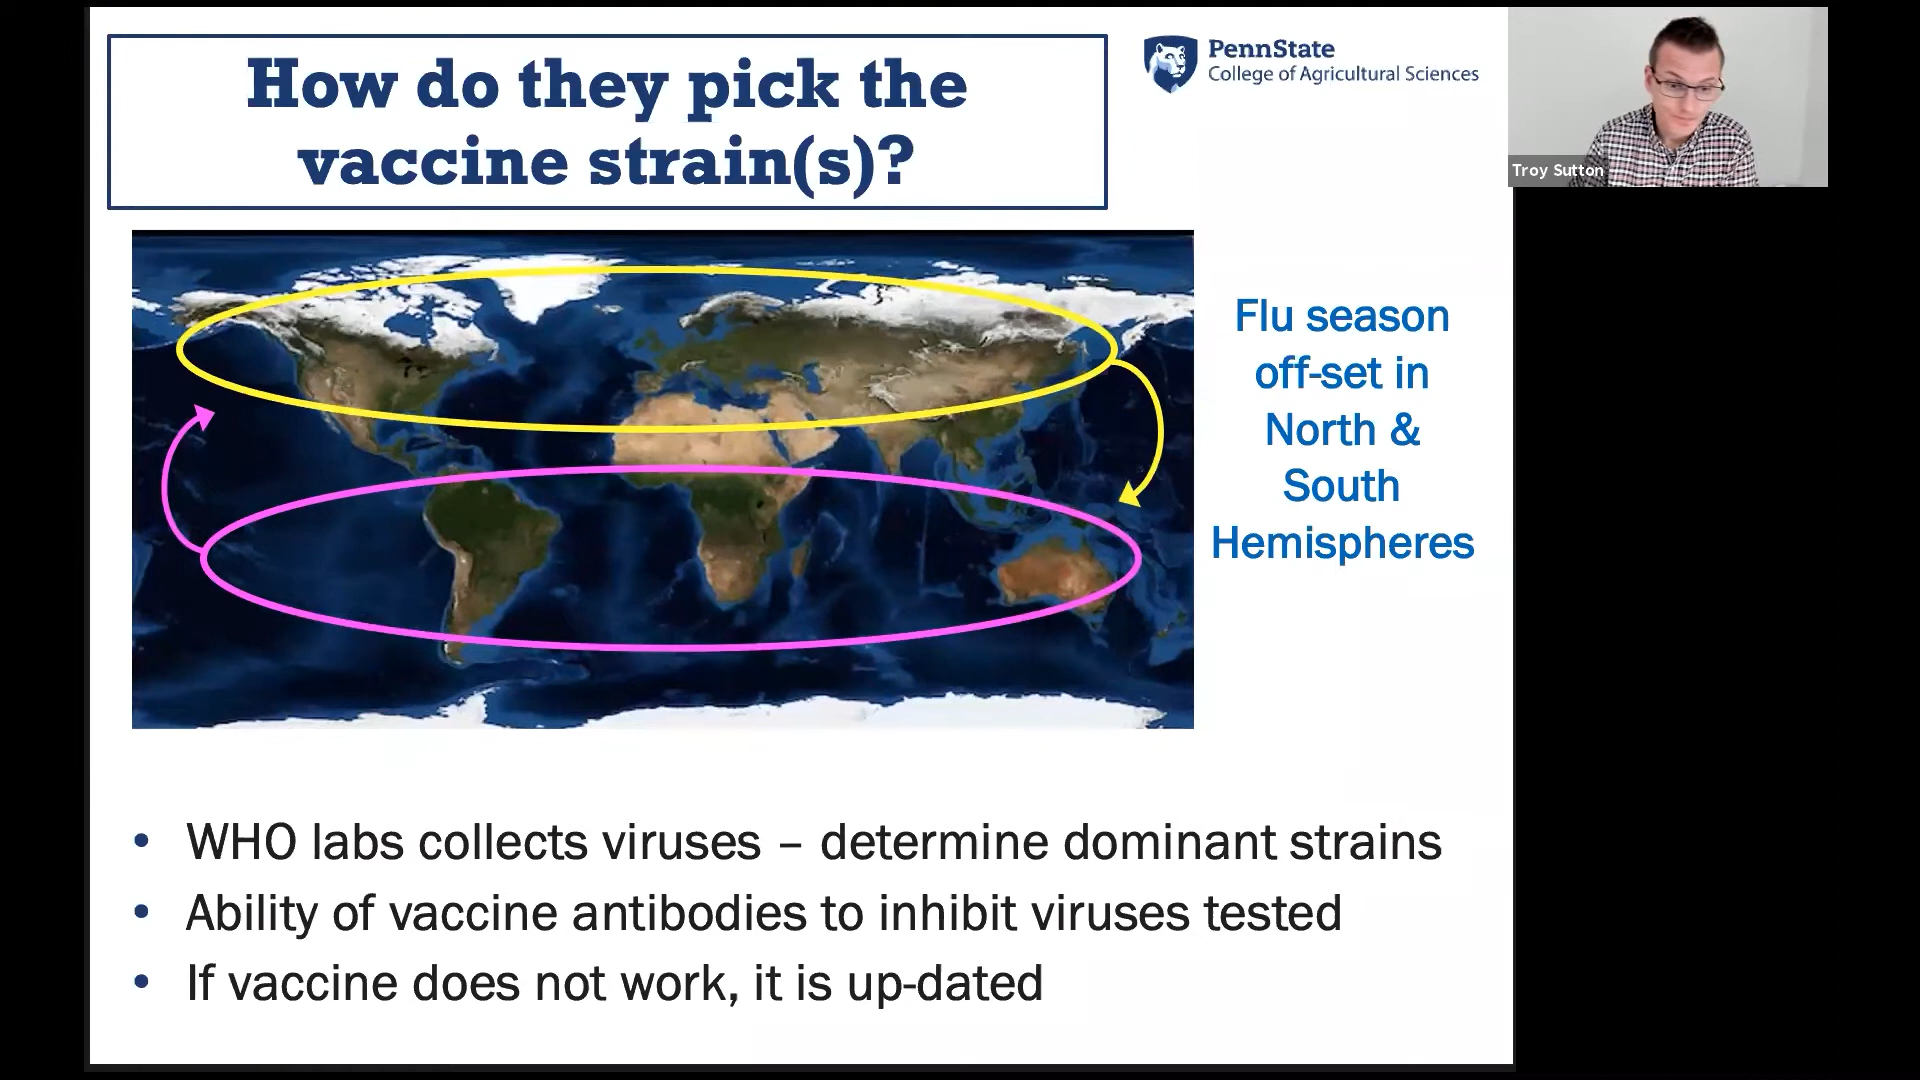 How do they pick the
vaccine strain(s)?
PennState
College of Agricultural Sciences
Troy Sutton
Flu season
off-set in
North &
South
Hemispheres
• WHO labs collects viruses – determine dominant strains
• Ability of vaccine antibodies to inhibit viruses tested
• If vaccine does not work, it is up-dated